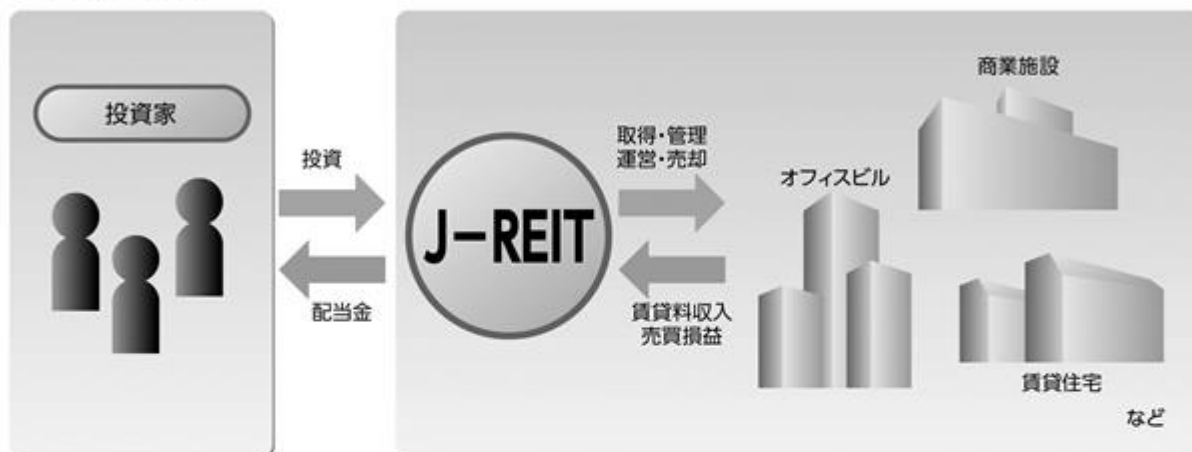 投資家
投資
配当金
J-REIT
取得・管理
運営・売却
賃貸料収入
売買損益
商業施設
オフィスビル
賃貸住宅
など